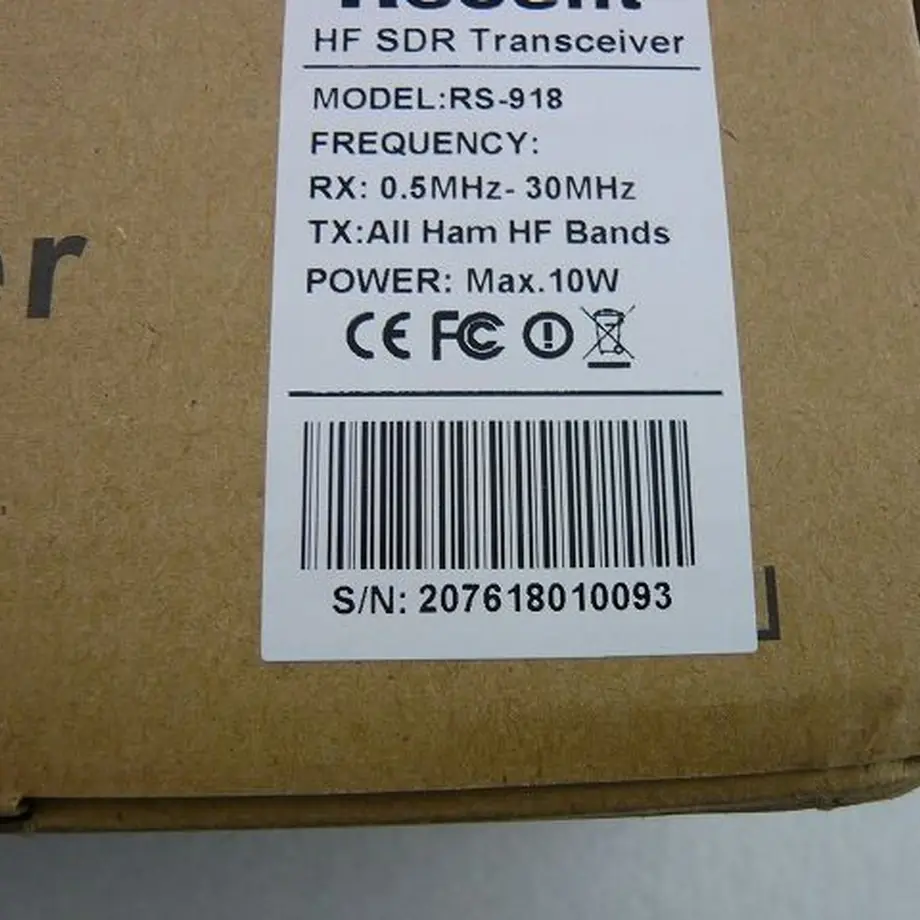 HF SDR Transceiver
MODEL:RS-918
FREQUENCY:
RX: 0.5MHz- 30MHz
TX:All Ham HF Bands
POWER: Max.10W
CE FC
S/N: 207618010093
er